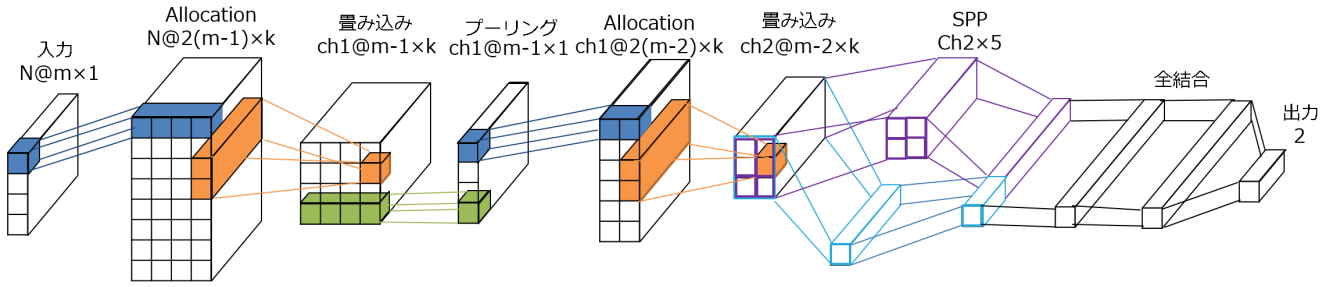 入力
N@m×1
Allocation
N@2(m-1)×k
畳み込み
ch1@m-1×k
プーリング
ch1@m-1×1
Allocation
ch1@2(m-2)×k
畳み込み
ch2@m-2×k
SPP
Ch2×5
全結合
出力
2